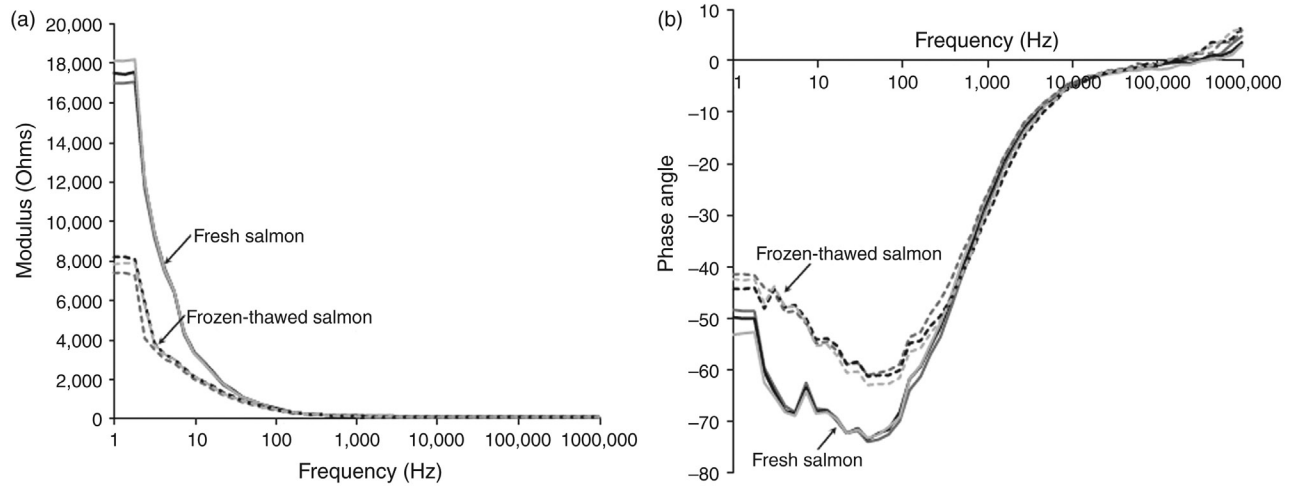 (a)
20,000
18,000
16,000
14,000
12,000
10,000
8,000
6,000
4,000
2,000
0
Modulus (Ohms)
Fresh salmon
Frozen-thawed salmon
1 10 100 1,000 10,000 100,000 1000,000
Frequency (Hz)
(b)
10
0
−10
−20
−30
−40
−50
−60
−70
−80
Phase angle
Frequency (Hz)
1 10 100 1,000 10,000 100,000 1000,000
Frozen-thawed salmon
Fresh salmon